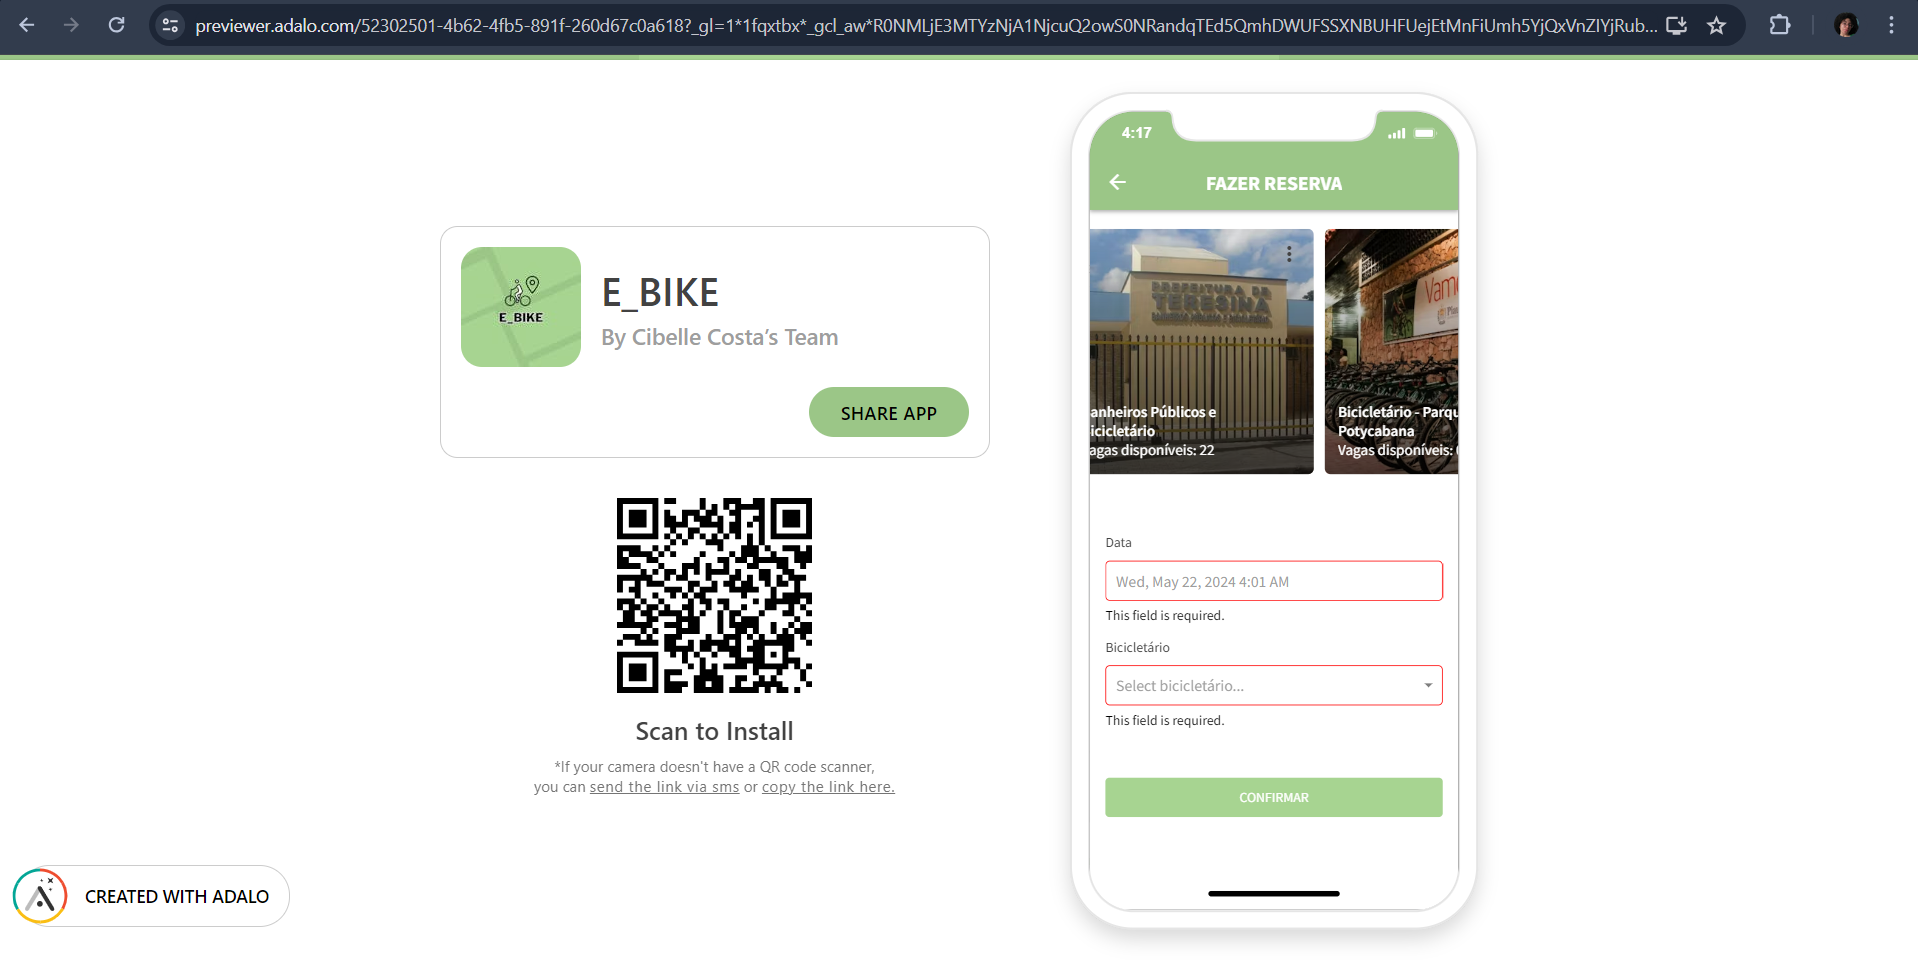 previewer.adalo.com/52302501-4b62-4fb5-891f-260d67c0a618?_gl=1*1fqxtbx*_gcl_aw*R0NMLjE3MTYzNjA1NjcuQ2owS0NRandqTEd5QmhDWUFSSXNBUHFUejEtMnFiUmh5YjQxVnZIYjRub...
E_BIKE
E_BIKE
By Cibelle Costa's Team
SHARE APP
Scan to Install
*If your camera doesn't have a QR code scanner,
you can send the link via sms or copy the link here.
CREATED WITH ADALO
4:17
FAZER RESERVA
PREFEITURA DE
TERESINA
anheiros Públicos e
icicletário
agas disponíveis: 22
Vamo
Bicicletário - Parqu
Potycabana
Vagas disponíveis:
Data
Wed, May 22, 2024 4:01 AM
This field is required.
Bicicletário
Select bicicletário...
This field is required.
CONFIRMAR